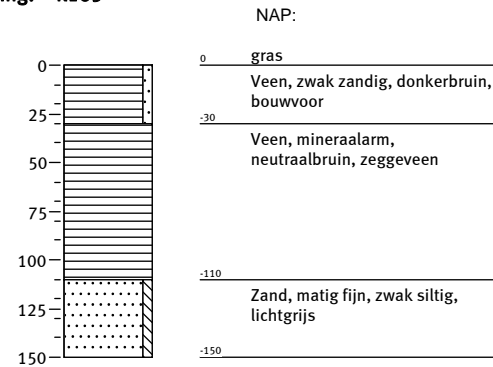 NAP:
0
25
50
75
100
125
150
0 gras
Veen, zwak zandig, donkerbruin,
bouwvoor
-30
Veen, mineraalarm,
neutraalbruin, zeggeveen
-110
Zand, matig fijn, zwak siltig,
lichtgrijs
-150